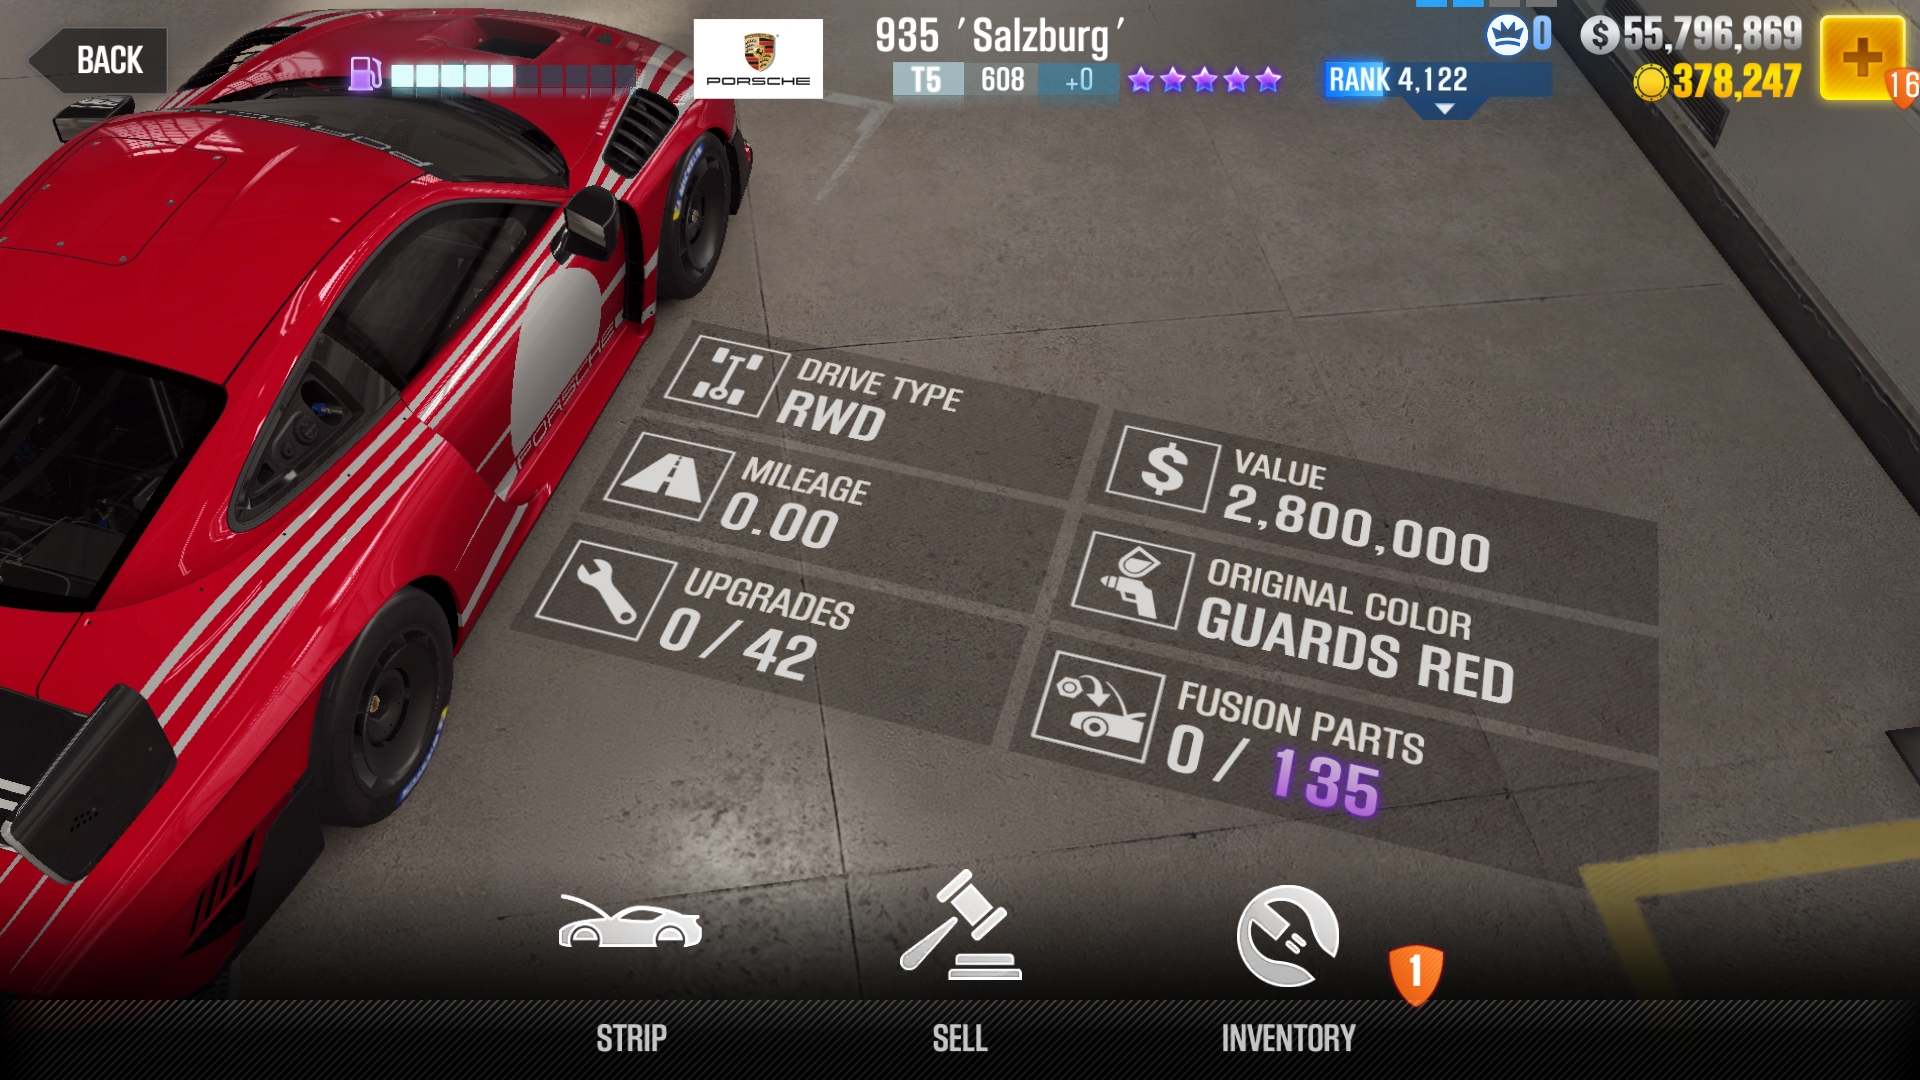 BACK
PORSCHE
935 'Salzburg'
T5 608 +0
RANK 4,122
0
55,796,869
378,247
16
PORSCHE
DRIVE TYPE
RWD
MILEAGE
0.00
UPGRADES
0/42
VALUE
2,800,000
ORIGINAL COLOR
GUARDS RED
FUSION PARTS
0/135
1
STRIP
SELL
INVENTORY